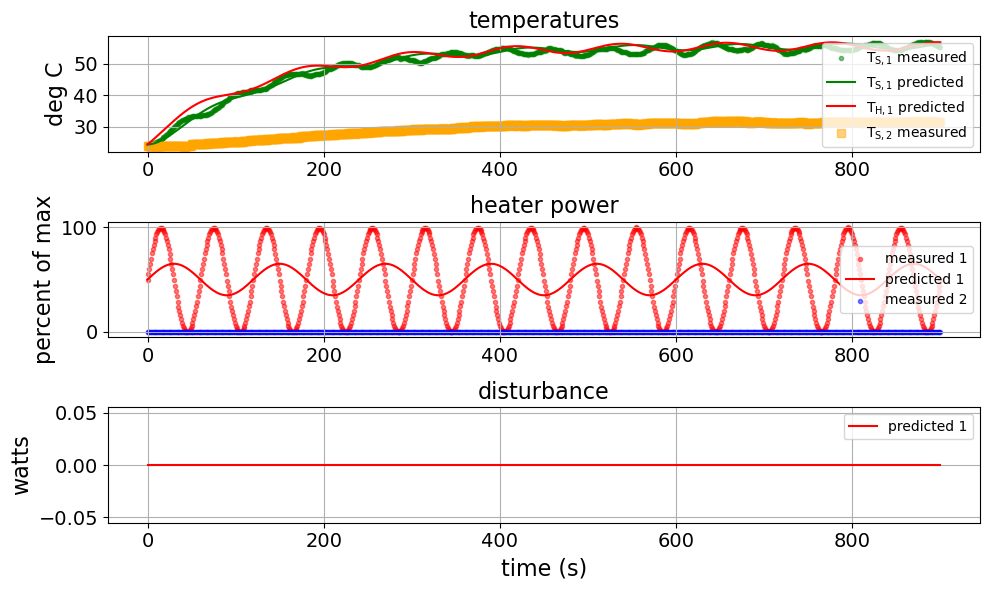 temperatures
deg C
50
40
30
T_S,1 measured
T_S,1 predicted
T_H,1 predicted
T_S,2 measured
0 200 400 600 800
heater power
percent of max
100
0
measured 1
predicted 1
measured 2
0 200 400 600 800
disturbance
watts
0.05
0.00
−0.05
predicted 1
0 200 400 600 800
time (s)